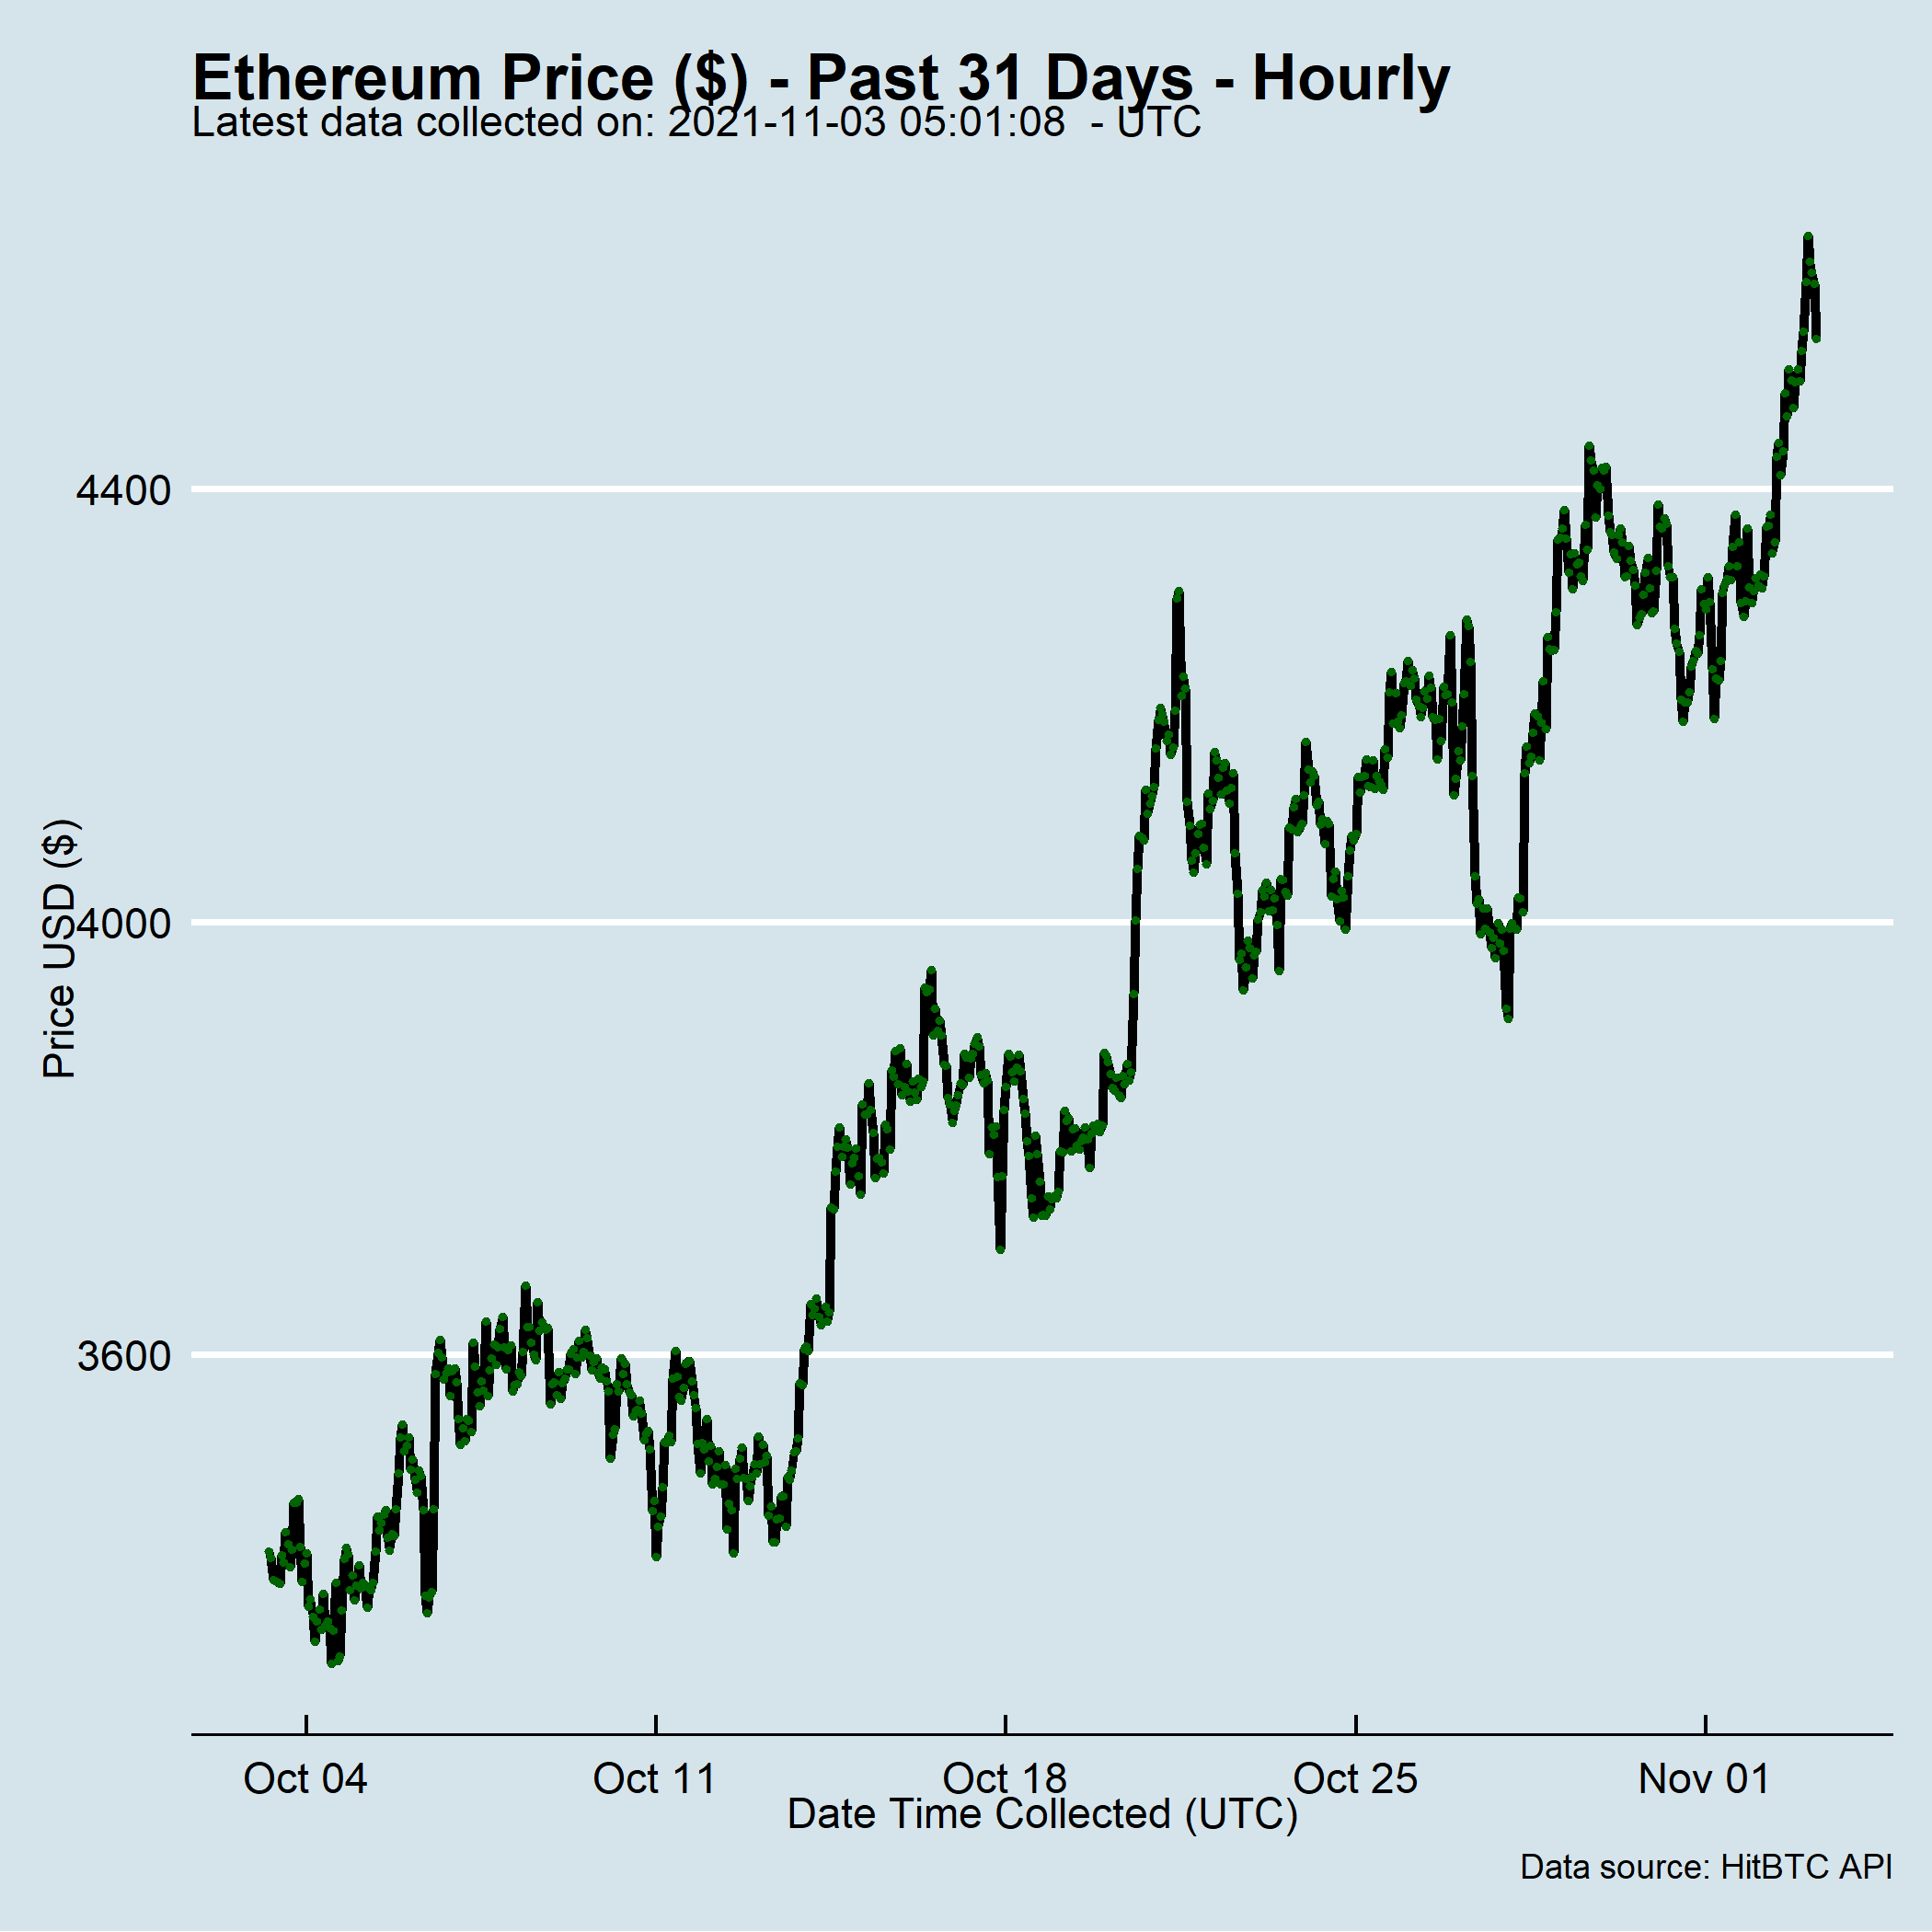 Ethereum Price ($) - Past 31 Days - Hourly
Latest data collected on: 2021-11-03 05:01:08  - UTC
4400
4000
3600
Price USD ($)
Oct 04
Oct 11
Oct 18
Oct 25
Nov 01
Date Time Collected (UTC)
Data source: HitBTC API